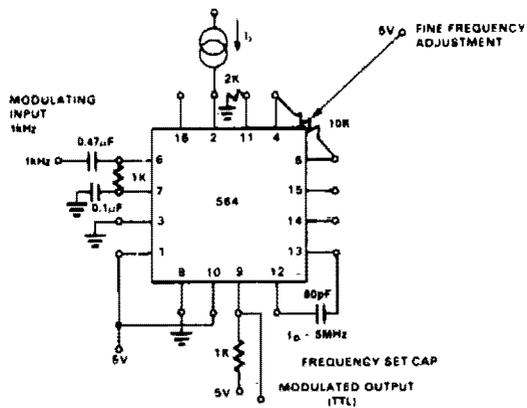 I₂
5V
FINE FREQUENCY
ADJUSTMENT
2K
MODULATING
INPUT
1kHz
16
2
11
4
10K
0.47μF
1kHz
6
1K
5
7
0.1μF
564
15
3
14
1
13
8
10
9
12
80pF
f₀ - 5MHz
5V
1K
FREQUENCY SET CAP
5V
MODULATED OUTPUT
(TTL)